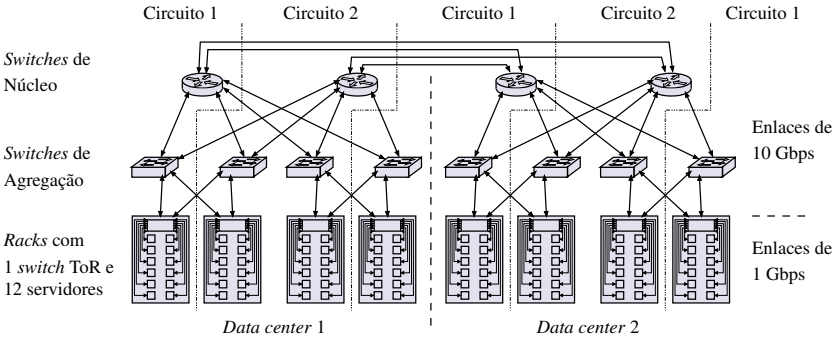 Circuito 1
Circuito 2
Circuito 1
Circuito 2
Circuito 1
Switches de
Núcleo
Switches de
Agregação
Enlaces de
10 Gbps
Racks com
1 switch ToR e
12 servidores
Enlaces de
1 Gbps
Data center 1
Data center 2